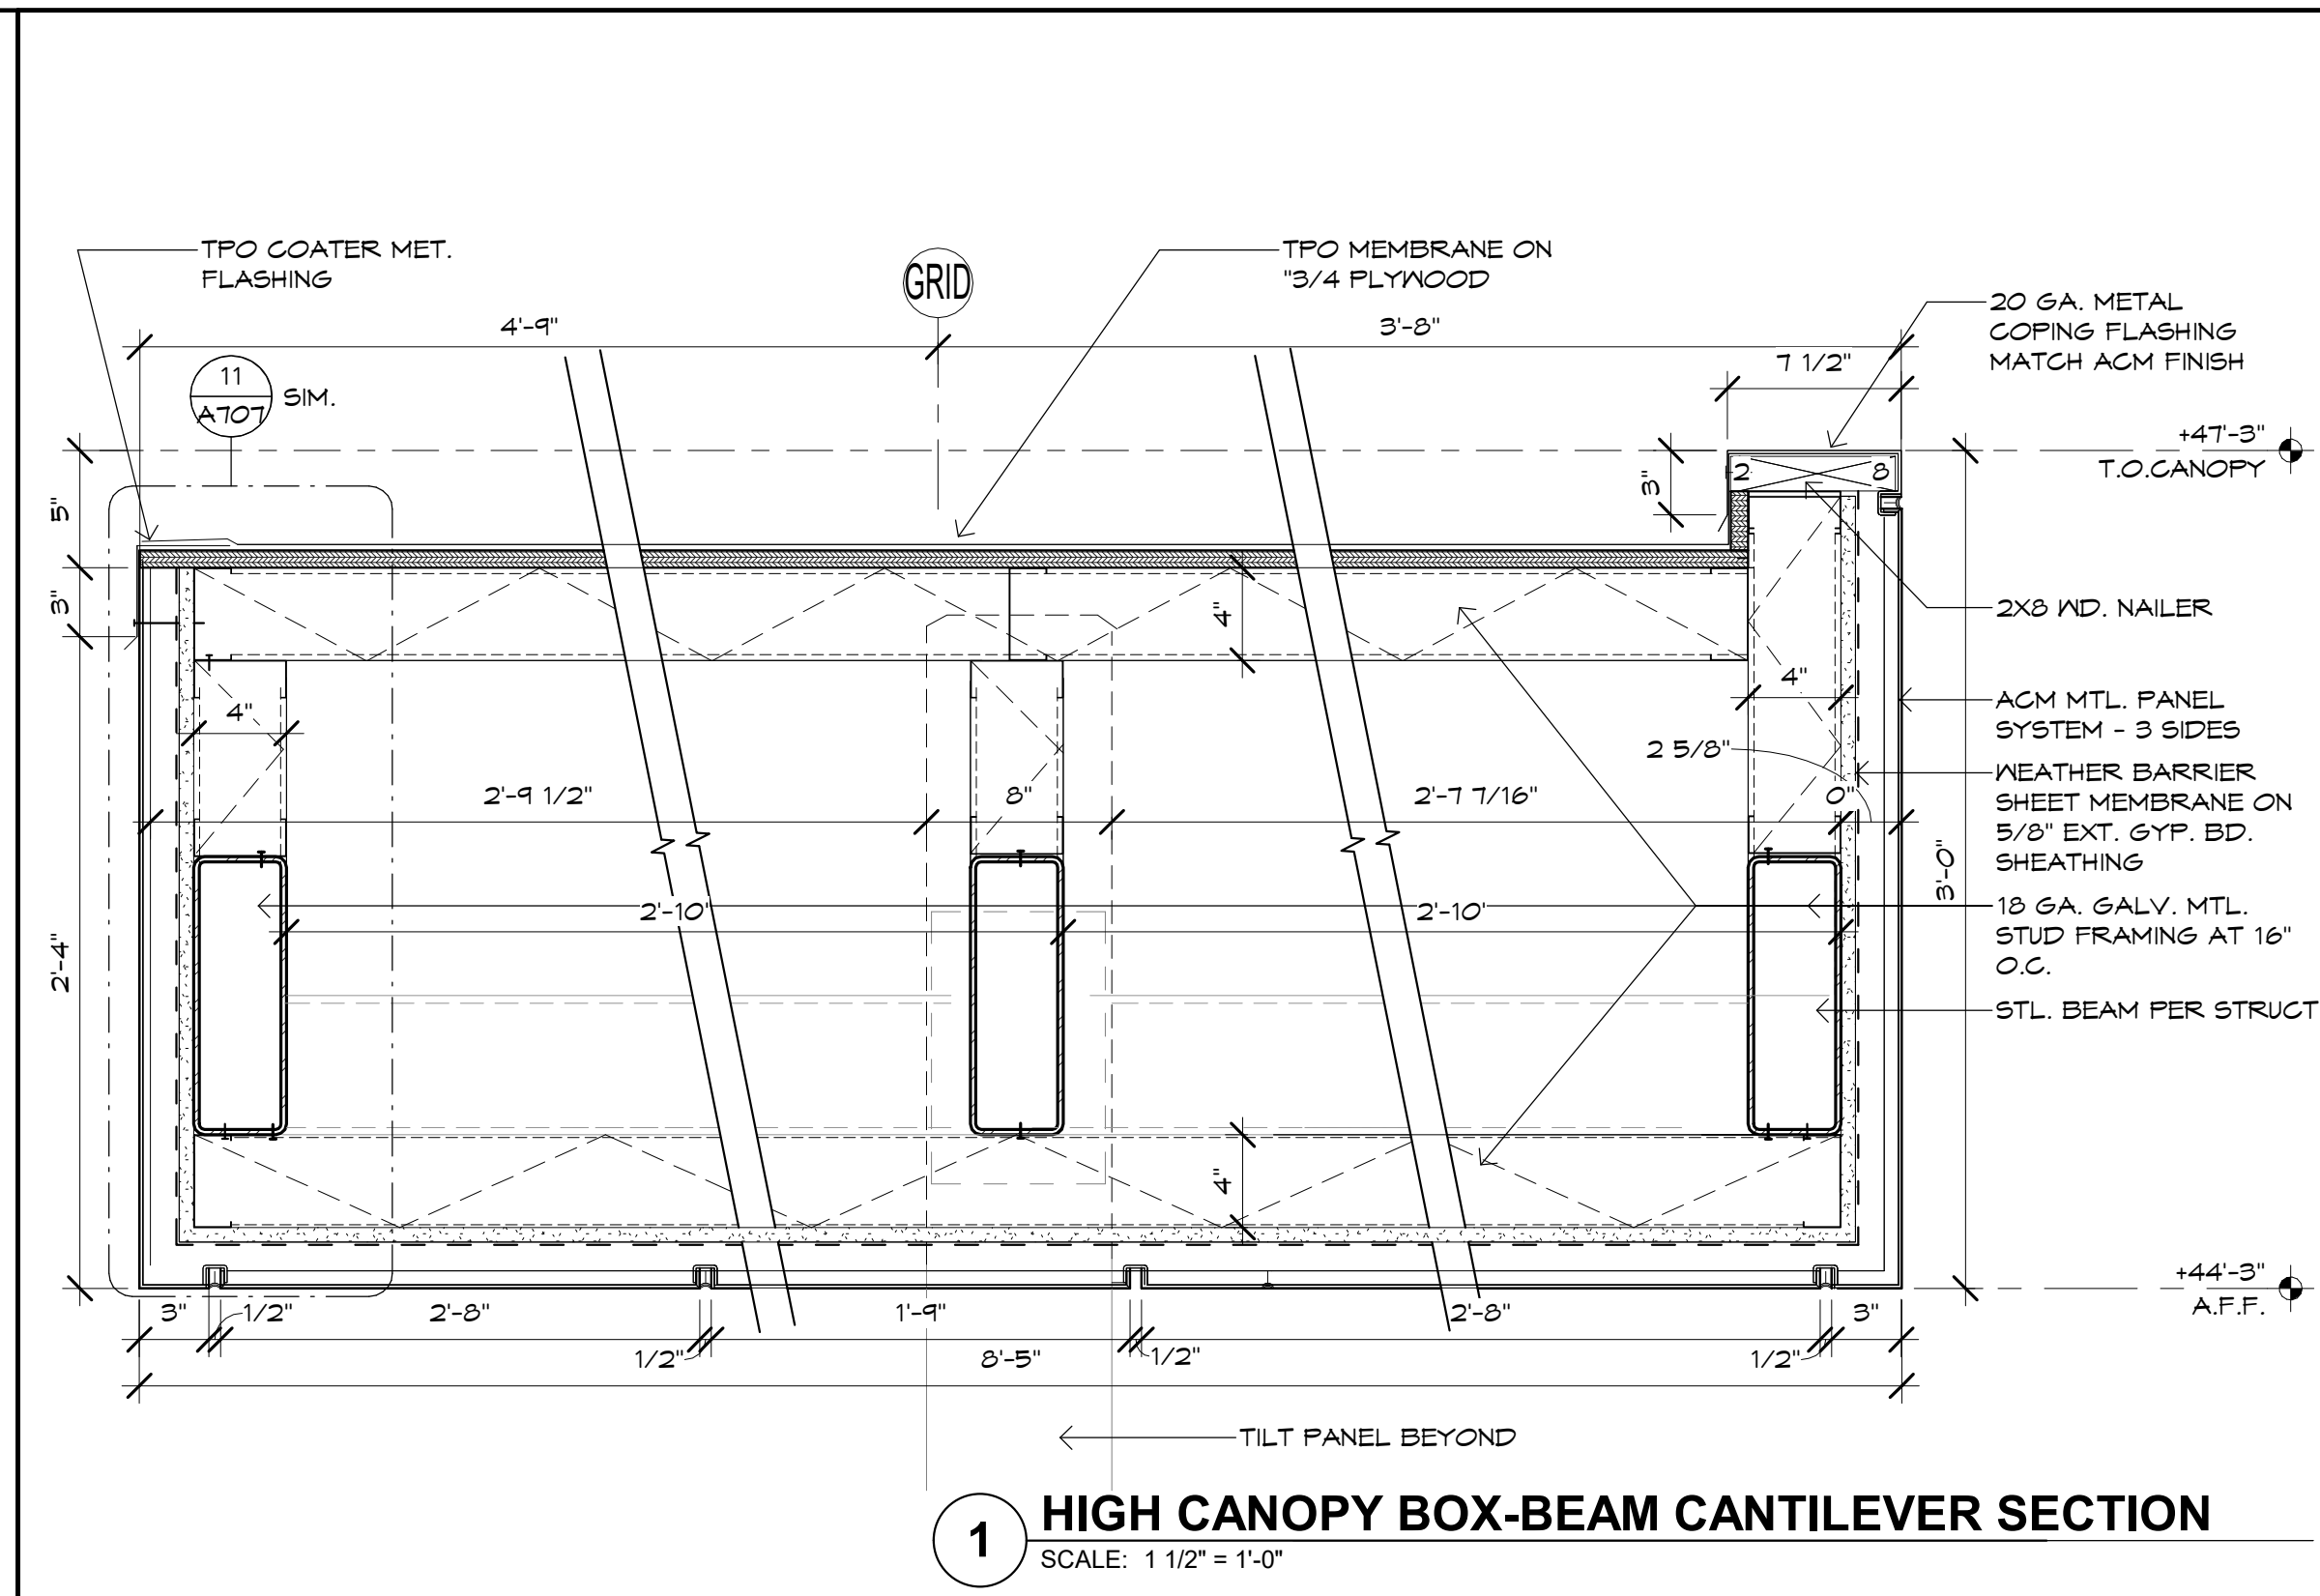 TPO COATER MET.
FLASHING
GRID
TPO MEMBRANE ON
"3/4 PLYWOOD
20 GA. METAL
COPING FLASHING
MATCH ACM FINISH
4'-9"
3'-8"
7 1/2"
11
A707
SIM.
+47'-3"
T.O.CANOPY
5"
3"
2
8
3"
4"
2X8 WD. NAILER
4"
4"
ACM MTL. PANEL
SYSTEM - 3 SIDES
2 5/8"
WEATHER BARRIER
SHEET MEMBRANE ON
5/8" EXT. GYP. BD.
SHEATHING
2'-9 1/2"
8"
2'-7 7/16"
0"
3'-0"
2'-10'
2'-10'
18 GA. GALV. MTL.
STUD FRAMING AT 16"
O.C.
2'-4"
STL. BEAM PER STRUCT
4"
+44'-3"
A.F.F.
3"
1/2"
2'-8"
1'-9"
2'-8"
3"
1/2"
8'-5"
1/2"
1/2"
TILT PANEL BEYOND
1
HIGH CANOPY BOX-BEAM CANTILEVER SECTION
SCALE: 1 1/2" = 1'-0"